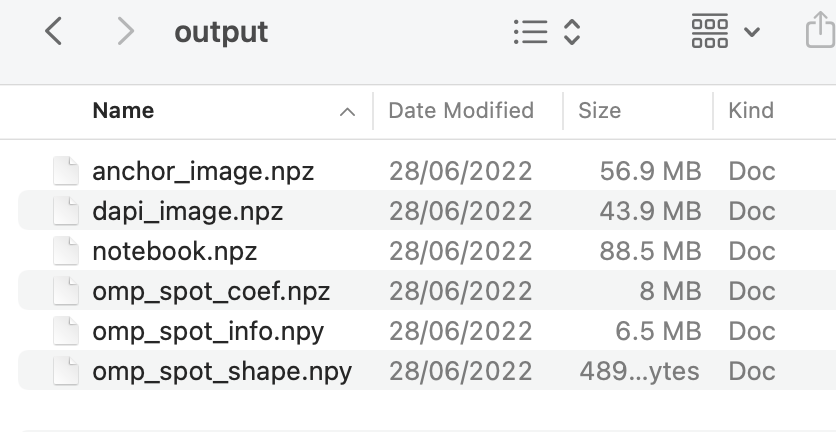 output
Name Date Modified Size Kind
anchor_image.npz 28/06/2022 56.9 MB Doc
dapi_image.npz 28/06/2022 43.9 MB Doc
notebook.npz 28/06/2022 88.5 MB Doc
omp_spot_coef.npz 28/06/2022 8 MB Doc
omp_spot_info.npy 28/06/2022 6.5 MB Doc
omp_spot_shape.npy 28/06/2022 489...ytes Doc